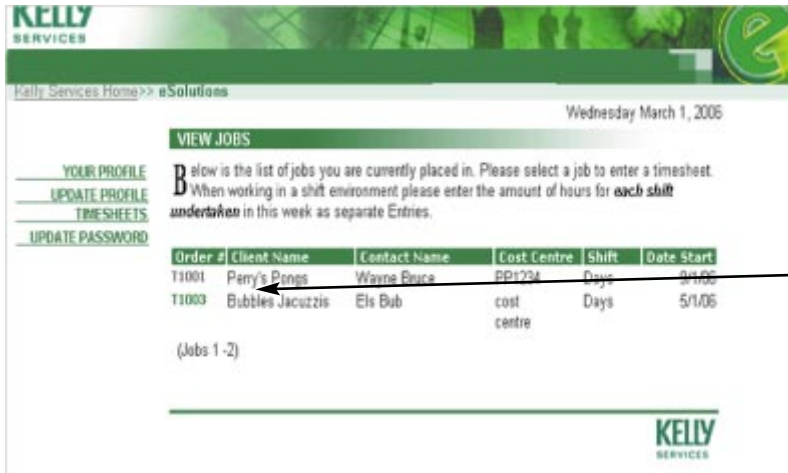 KELLY
SERVICES
Kelly Services Home>> eSolutions
Wednesday March 1, 2006
VIEW JOBS
YOUR PROFILE
UPDATE PROFILE
TIMESHEETS
UPDATE PASSWORD
Below is the list of jobs you are currently placed in. Please select a job to enter a timesheet.
When working in a shift environment please enter the amount of hours for each shift
undertaken in this week as separate Entries.
Order # Client Name Contact Name Cost Centre Shift Date Start
T1001 Perry's Pongs Wayne Bruce PP1234 Days 9/1/06
T1003 Bubbles Jacuzzis Els Bub cost Days 5/1/06
centre
(Jobs 1 -2)
KELLY
SERVICES